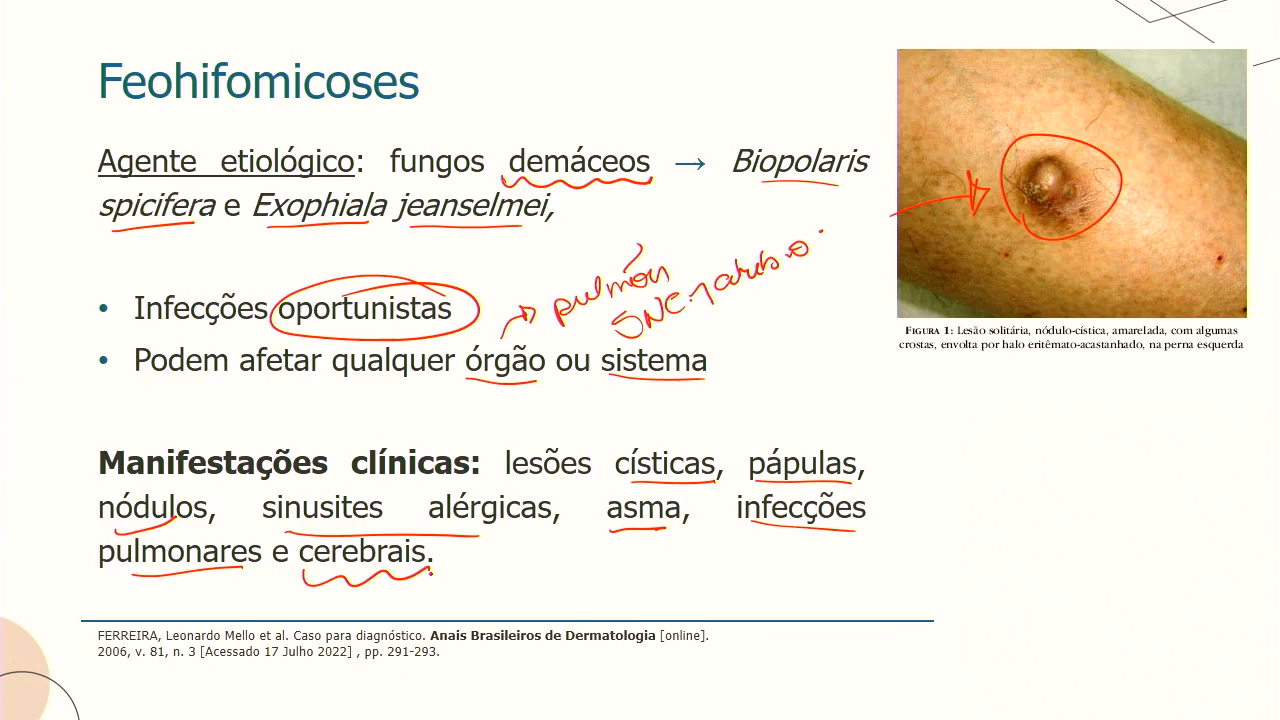 Feohifomicoses
Agente etiológico: fungos demáceos → Biopolaris
spicifera e Exophiala jeanselmei,
• Infecções oportunistas
• Podem afetar qualquer órgão ou sistema
Manifestações clínicas: lesões císticas, pápulas,
nódulos, sinusites alérgicas, asma, infecções
pulmonares e cerebrais.
FIGURA 1: Lesão solitária, nódulo-cística, amarelada, com algumas
crostas, envolta por halo eritêmato-acastanhado, na perna esquerda
FERREIRA, Leonardo Mello et al. Caso para diagnóstico. Anais Brasileiros de Dermatologia [online].
2006, v. 81, n. 3 [Acessado 17 Julho 2022] , pp. 291-293.